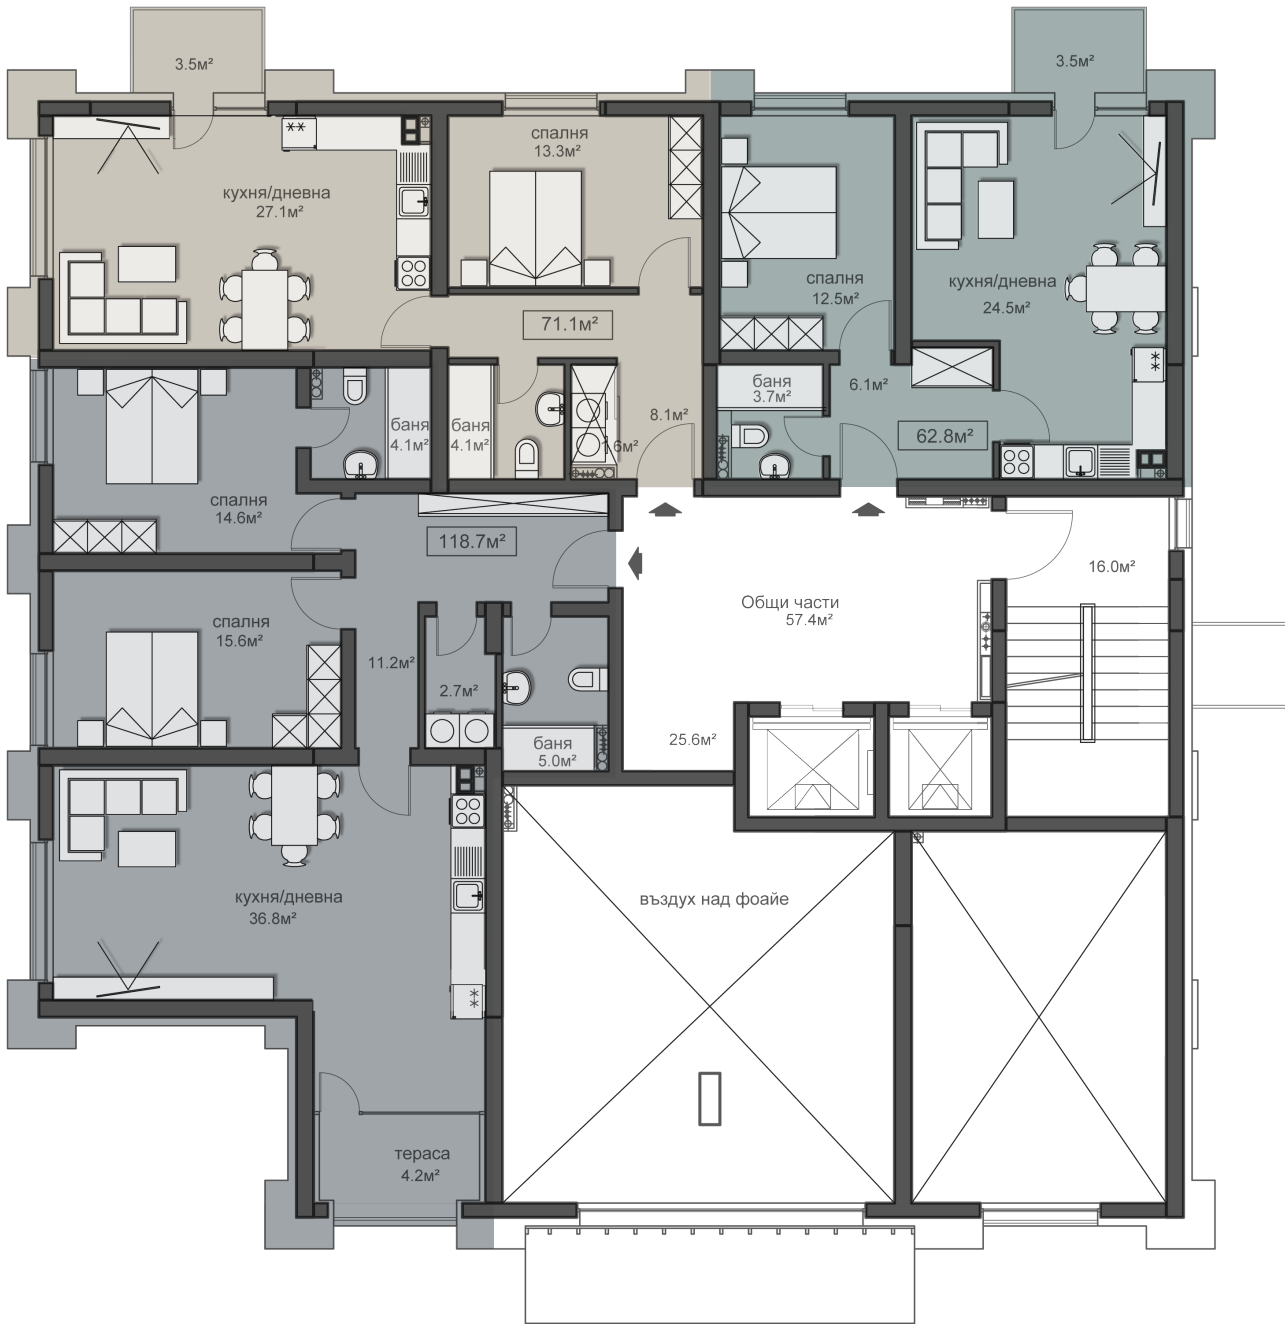 3.5м²
3.5м²
спалня
13.3м²
кухня/дневна
27.1м²
спалня
12.5м²
кухня/дневна
24.5м²
71.1м²
баня
3.7м²
6.1м²
баня
4.1м²
баня
4.1м²
8.1м²
1.6м²
62.8м²
спалня
14.6м²
118.7м²
16.0м²
Общи части
57.4м²
спалня
15.6м²
11.2м²
2.7м²
25.6м²
баня
5.0м²
кухня/дневна
36.8м²
въздух над фоайе
тераса
4.2м²